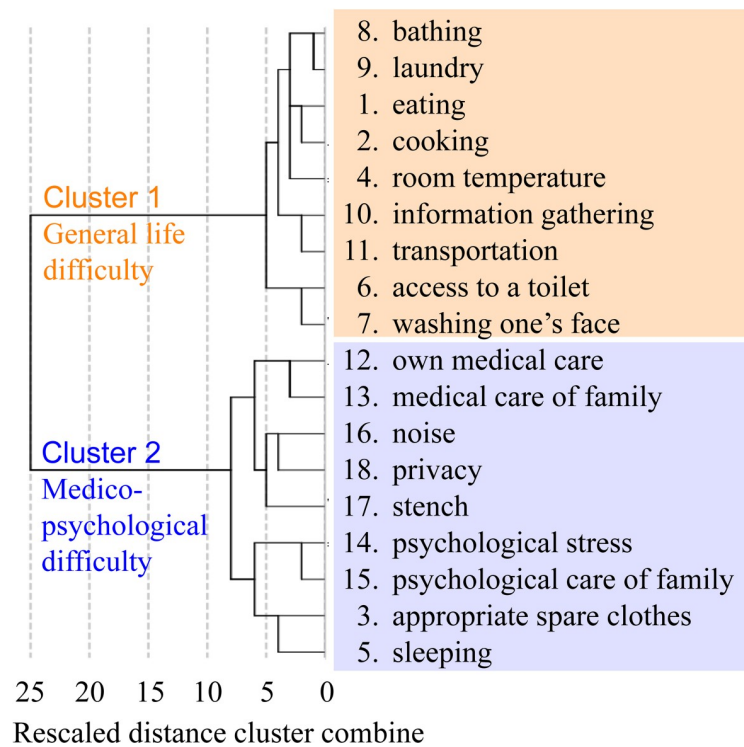 8. bathing
9. laundry
1. eating
2. cooking
4. room temperature
10. information gathering
11. transportation
6. access to a toilet
7. washing one’s face
12. own medical care
13. medical care of family
16. noise
18. privacy
17. stench
14. psychological stress
15. psychological care of family
3. appropriate spare clothes
5. sleeping
Cluster 1
General life
difficulty
Cluster 2
Medico-
psychological
difficulty
25 20 15 10 5 0
Rescaled distance cluster combine